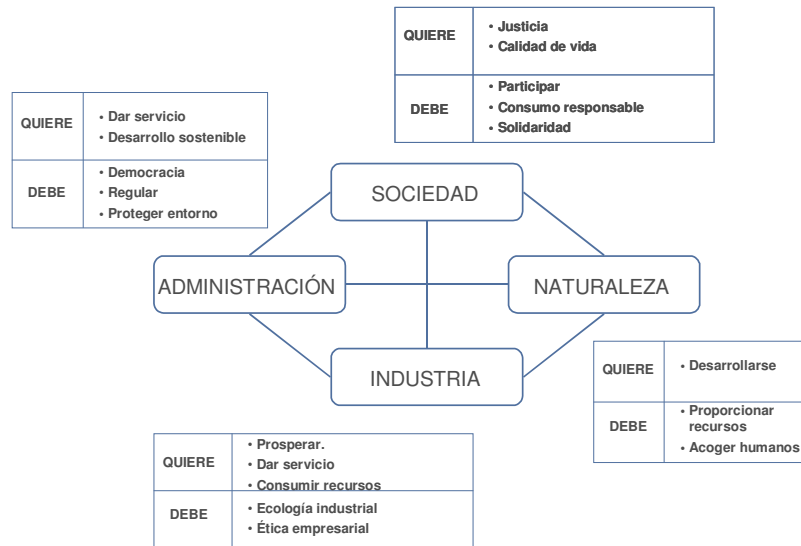 QUIERE
• Justicia
• Calidad de vida
DEBE
• Participar
• Consumo responsable
• Solidaridad
QUIERE
• Dar servicio
• Desarrollo sostenible
DEBE
• Democracia
• Regular
• Proteger entorno
SOCIEDAD
ADMINISTRACIÓN
NATURALEZA
INDUSTRIA
QUIERE
• Desarrollarse
DEBE
• Proporcionar
recursos
• Acoger humanos
QUIERE
• Prosperar.
• Dar servicio
• Consumir recursos
DEBE
• Ecología industrial
• Ética empresarial